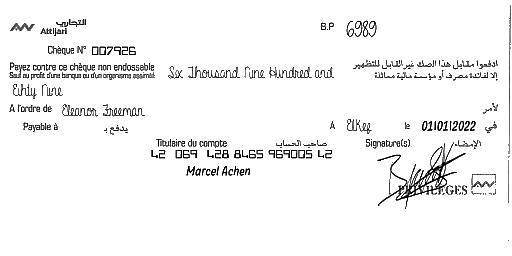 التجاري
Attijari
B.P 6989
Chèque N° 007926
Payez contre ce chèque non endossable
Sauf au profit d'une banque ou d'un organisme assimilé
Six Thousand Nine Hundred and
ادفعوا مقابل هذا الصك غير القابل للتظهير
إلا لفائدة مصرف أو مؤسسة مالية مماثلة
Eihty Nine
A l'ordre de Eleanor Freeman
لأمر
Payable à يدفع بـ
A ElKef le 01/01/2022 في
Titulaire du compte صاحب الحساب
Signature(s) الإمضاء
42 069 428 8465 969005 42
Marcel Achen
PRIVILEGES